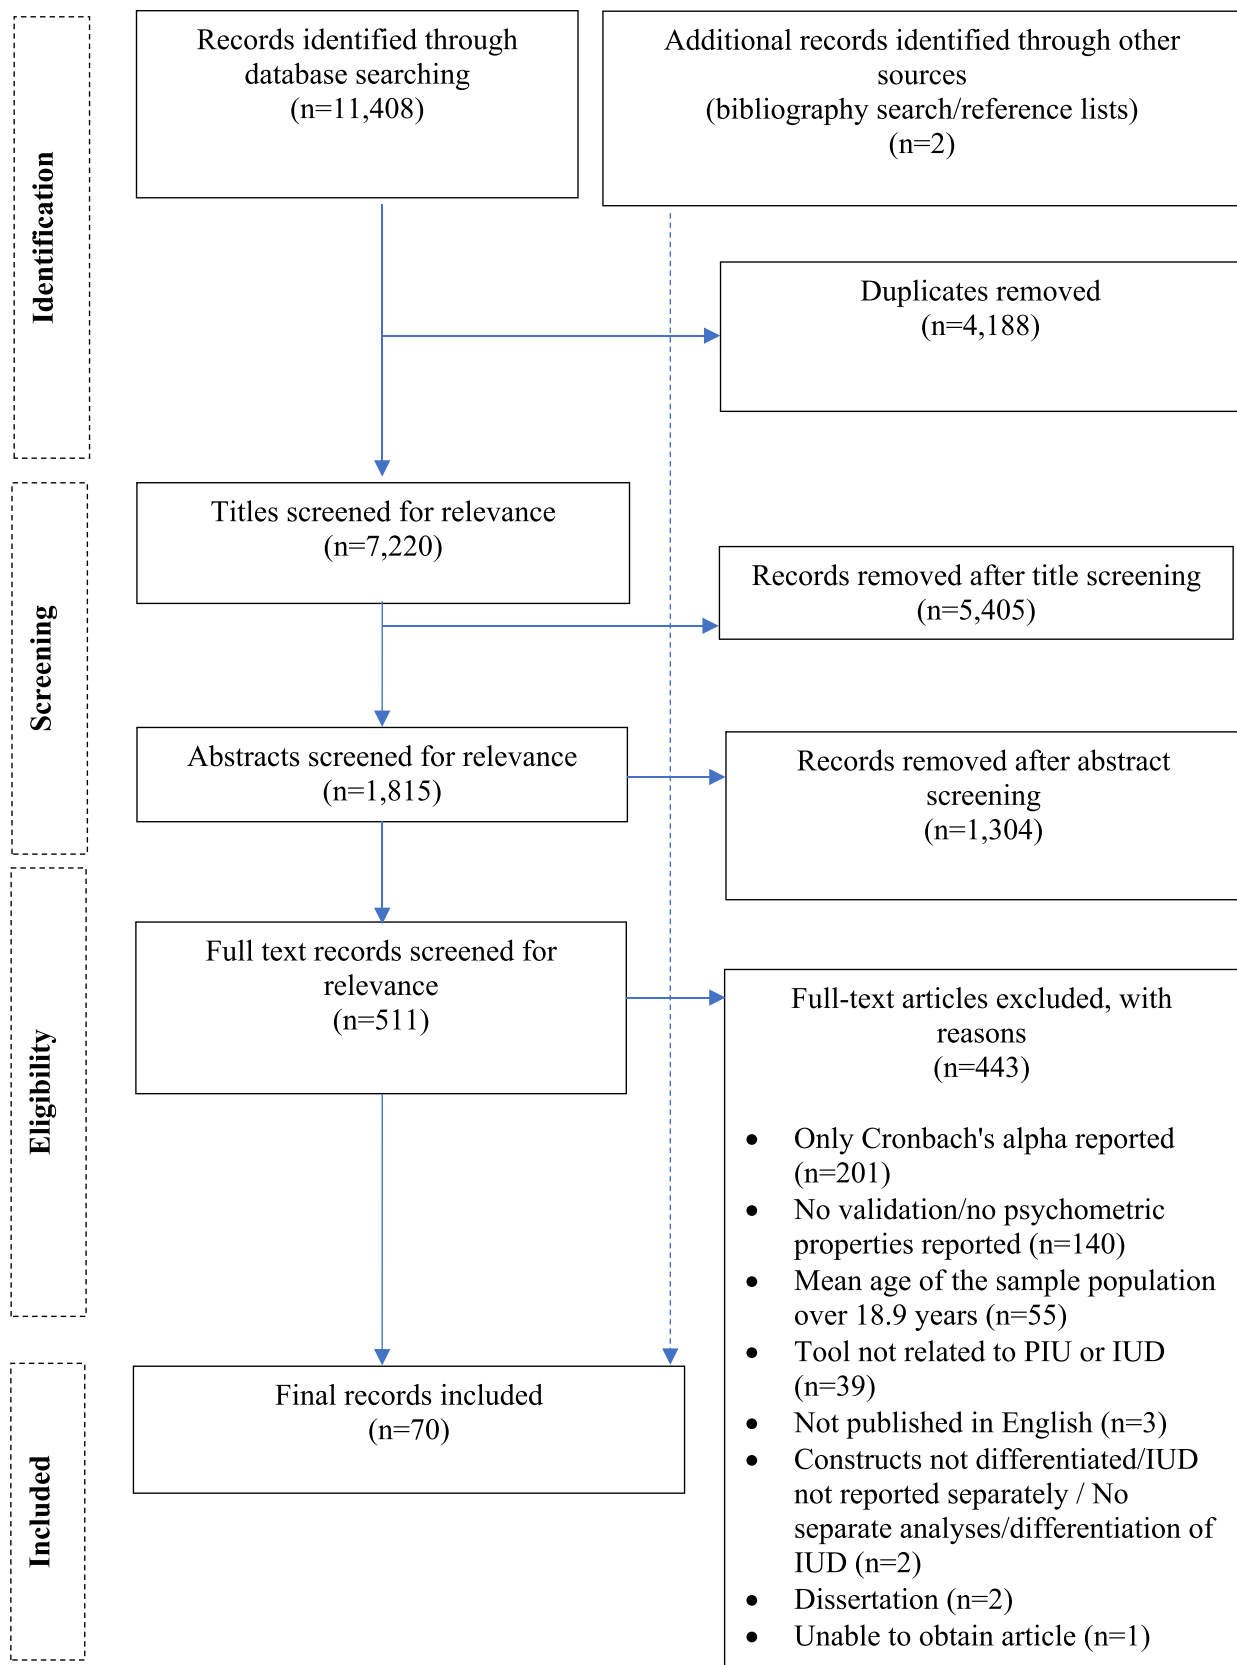 Identification
Records identified through
database searching
(n=11,408)
Additional records identified through other
sources
(bibliography search/reference lists)
(n=2)
Duplicates removed
(n=4,188)
Screening
Titles screened for relevance
(n=7,220)
Records removed after title screening
(n=5,405)
Abstracts screened for relevance
(n=1,815)
Records removed after abstract
screening
(n=1,304)
Eligibility
Full text records screened for
relevance
(n=511)
Full-text articles excluded, with
reasons
(n=443)
• Only Cronbach's alpha reported
(n=201)
• No validation/no psychometric
properties reported (n=140)
• Mean age of the sample population
over 18.9 years (n=55)
• Tool not related to PIU or IUD
(n=39)
• Not published in English (n=3)
• Constructs not differentiated/IUD
not reported separately / No
separate analyses/differentiation of
IUD (n=2)
• Dissertation (n=2)
• Unable to obtain article (n=1)
Included
Final records included
(n=70)